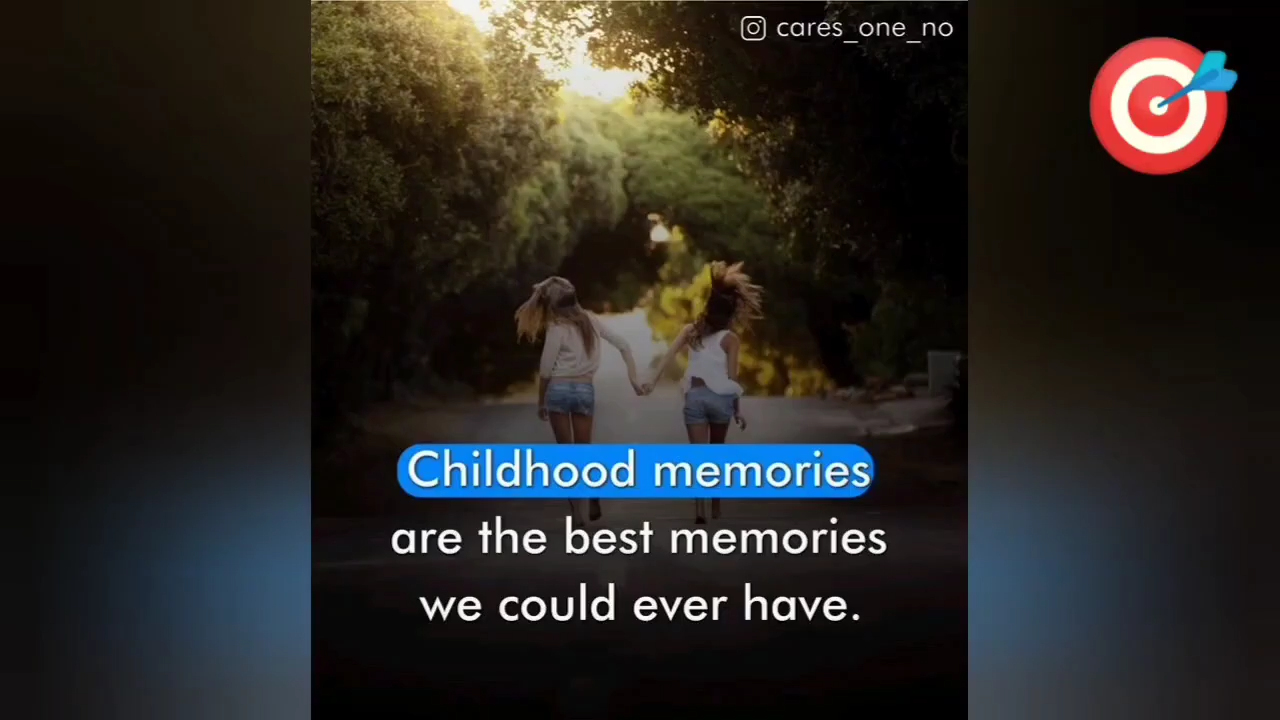 cares_one_no
Childhood memories
are the best memories
we could ever have.